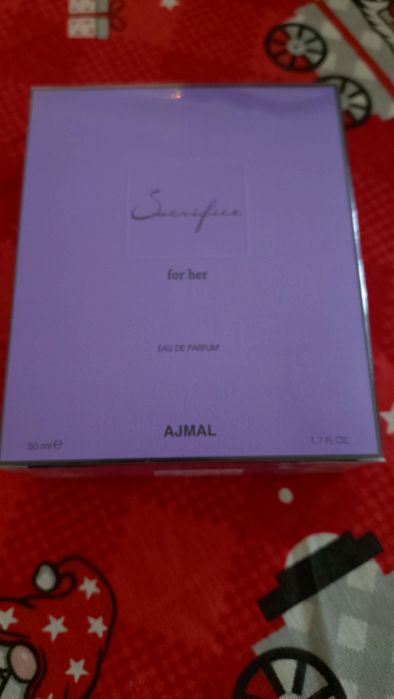 Sacrifice
for her
EAU DE PARFUM
AJMAL
50 ml ℮
1.7 FL.OZ.